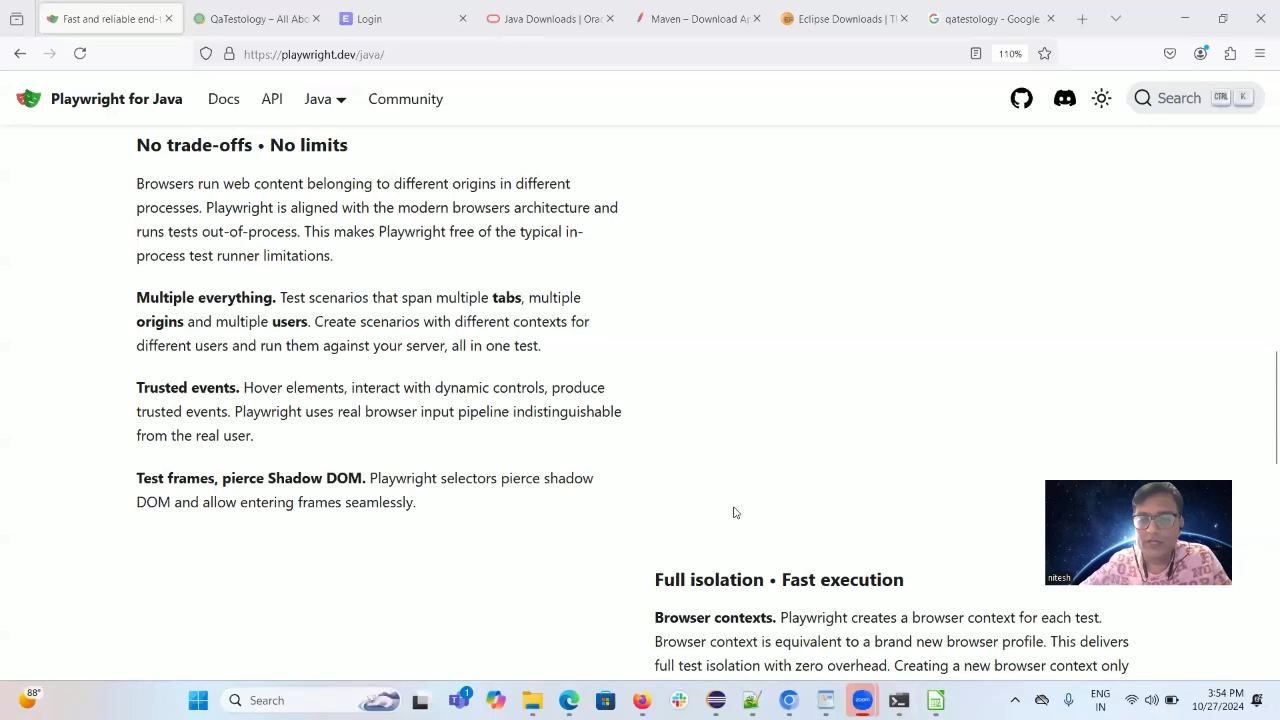 Fast and reliable end-t
QaTestology – All Abo
Login
Java Downloads | Ora
Maven – Download Ap
Eclipse Downloads | Th
qatestology - Google
https://playwright.dev/java/
110%
Playwright for Java
Docs
API
Java
Community
Search
CTRL
K
No trade-offs • No limits
Browsers run web content belonging to different origins in different
processes. Playwright is aligned with the modern browsers architecture and
runs tests out-of-process. This makes Playwright free of the typical in-
process test runner limitations.
Multiple everything. Test scenarios that span multiple tabs, multiple
origins and multiple users. Create scenarios with different contexts for
different users and run them against your server, all in one test.
Trusted events. Hover elements, interact with dynamic controls, produce
trusted events. Playwright uses real browser input pipeline indistinguishable
from the real user.
Test frames, pierce Shadow DOM. Playwright selectors pierce shadow
DOM and allow entering frames seamlessly.
nitesh
Full isolation • Fast execution
Browser contexts. Playwright creates a browser context for each test.
Browser context is equivalent to a brand new browser profile. This delivers
full test isolation with zero overhead. Creating a new browser context only
88°
Search
1
zoom
ENG
IN
3:54 PM
10/27/2024